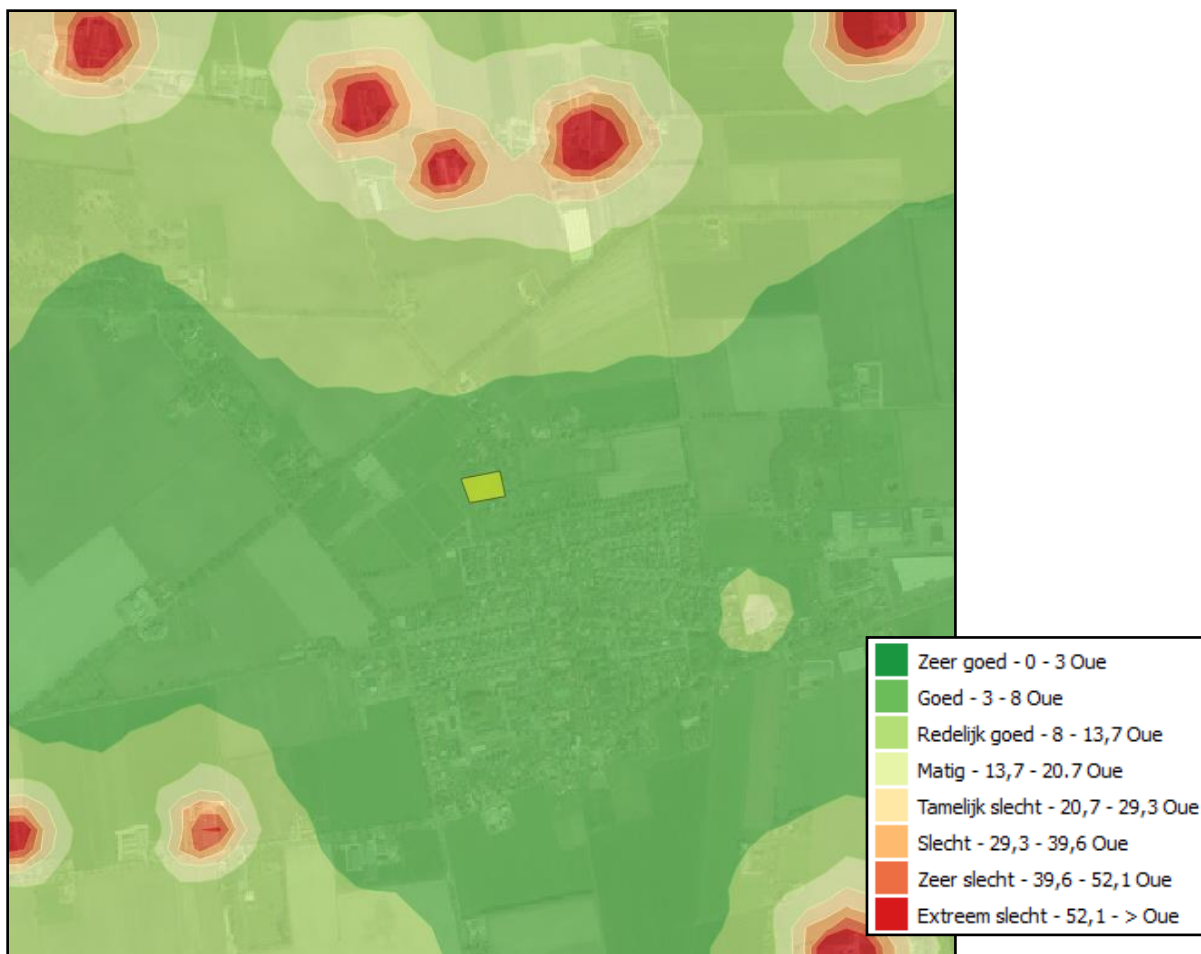 Zeer goed - 0 - 3 Oue
Goed - 3 - 8 Oue
Redelijk goed - 8 - 13,7 Oue
Matig - 13,7 - 20.7 Oue
Tamelijk slecht - 20,7 - 29,3 Oue
Slecht - 29,3 - 39,6 Oue
Zeer slecht - 39,6 - 52,1 Oue
Extreem slecht - 52,1 - > Oue